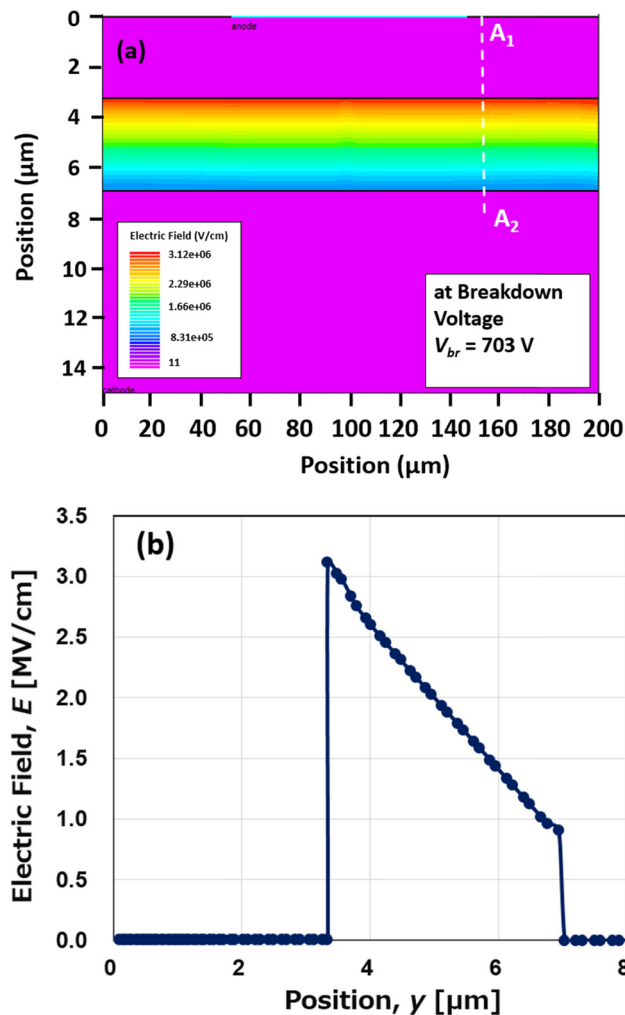 0
2
4
6
8
10
12
14
Position (µm)
anode
(a)
A1
A2
Electric Field (V/cm)
3.12e+06
2.29e+06
1.66e+06
8.31e+05
11
at Breakdown
Voltage
Vbr = 703 V
cathode
0 20 40 60 80 100 120 140 160 180 200
Position (µm)
(b)
3.5
3.0
2.5
2.0
1.5
1.0
0.5
0.0
Electric Field, E [MV/cm]
0 2 4 6 8
Position, y [µm]